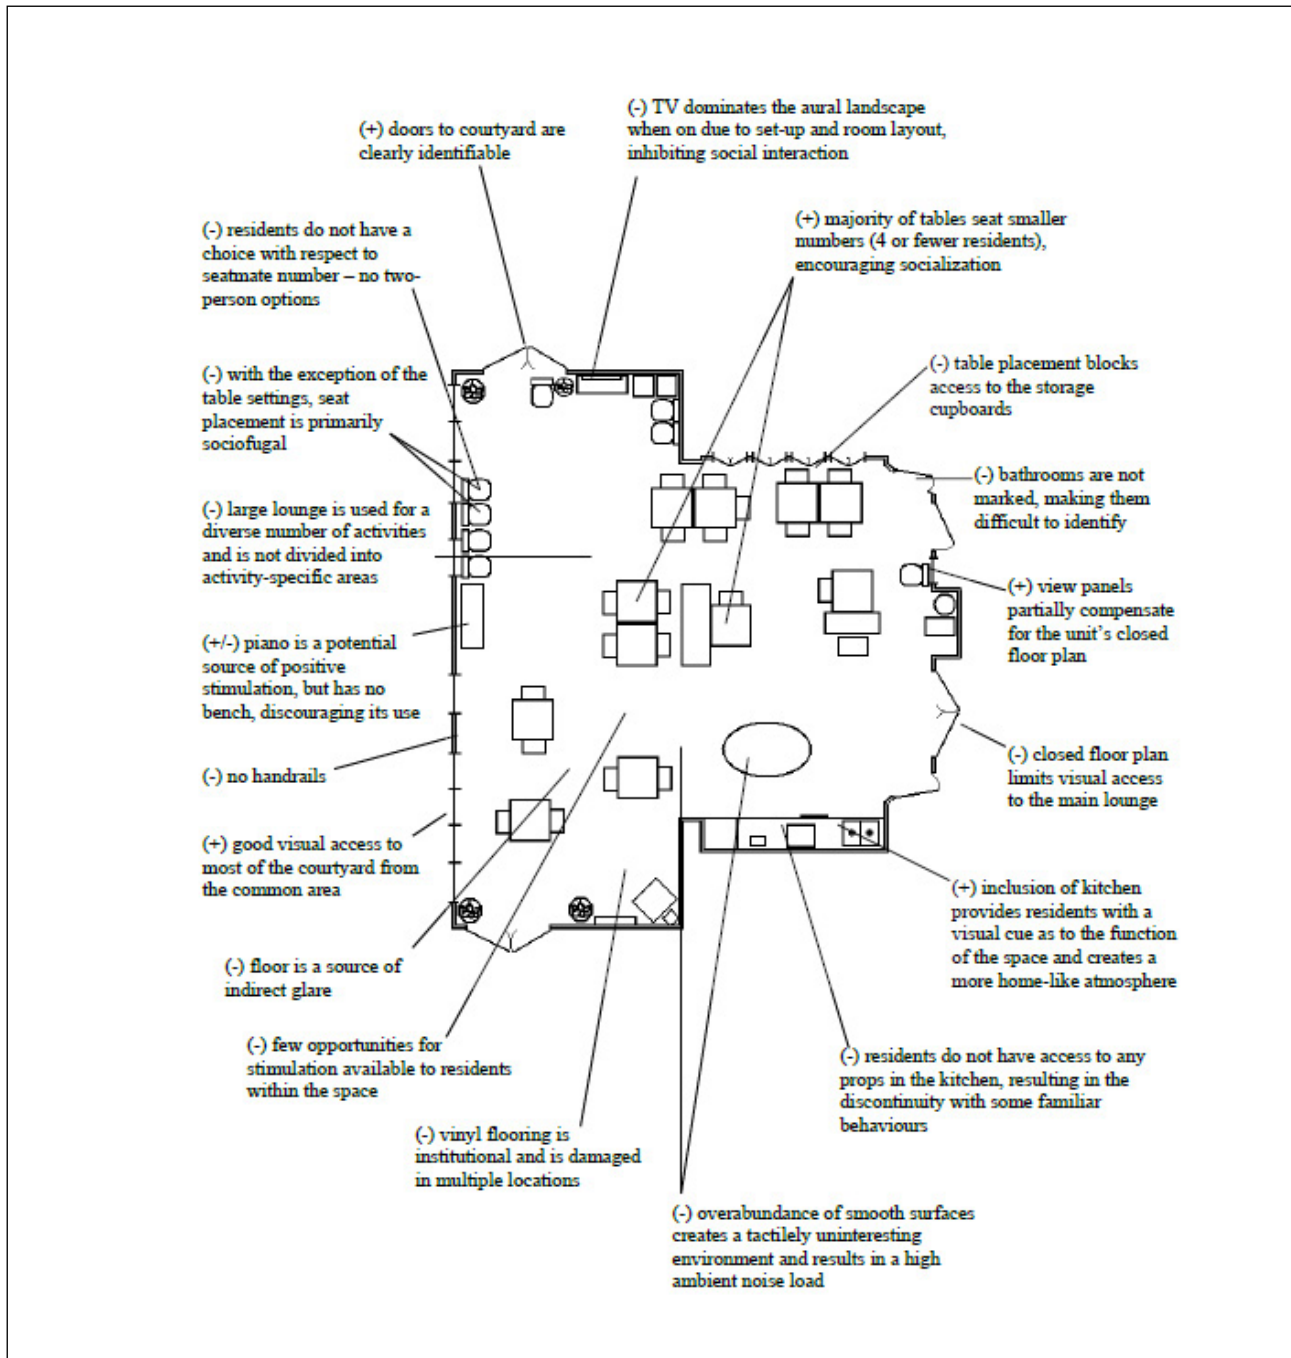 (+) doors to courtyard are
clearly identifiable
(-) TV dominates the aural landscape
when on due to set-up and room layout,
inhibiting social interaction
(-) residents do not have a
choice with respect to
seatmate number – no two-
person options
(+) majority of tables seat smaller
numbers (4 or fewer residents),
encouraging socialization
(-) with the exception of the
table settings, seat
placement is primarily
sociofugal
(-) table placement blocks
access to the storage
cupboards
(-) large lounge is used for a
diverse number of activities
and is not divided into
activity-specific areas
(-) bathrooms are not
marked, making them
difficult to identify
(+) view panels
partially compensate
for the unit's closed
floor plan
(+/-) piano is a potential
source of positive
stimulation, but has no
bench, discouraging its use
(-) no handrails
(-) closed floor plan
limits visual access
to the main lounge
(+) good visual access to
most of the courtyard from
the common area
(+) inclusion of kitchen
provides residents with a
visual cue as to the function
of the space and creates a
more home-like atmosphere
(-) floor is a source of
indirect glare
(-) few opportunities for
stimulation available to residents
within the space
(-) residents do not have access to any
props in the kitchen, resulting in the
discontinuity with some familiar
behaviours
(-) vinyl flooring is
institutional and is damaged
in multiple locations
(-) overabundance of smooth surfaces
creates a tactilely uninteresting
environment and results in a high
ambient noise load